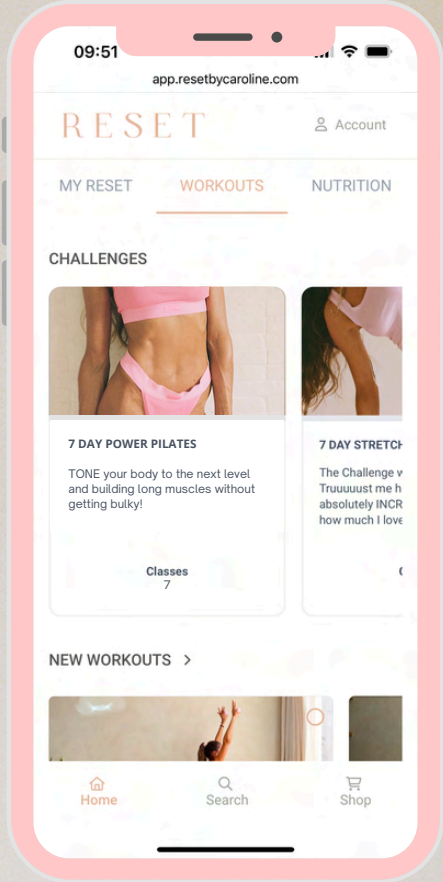 09:51
app.resetbycaroline.com
RESET
Account
MY RESET WORKOUTS NUTRITION
CHALLENGES
7 DAY POWER PILATES
TONE your body to the next level
and building long muscles without
getting bulky!
Classes
7
7 DAY STRETCH
The Challenge
Truuuust me h
absolutely INCR
how much I love
NEW WORKOUTS >
Home Search Shop